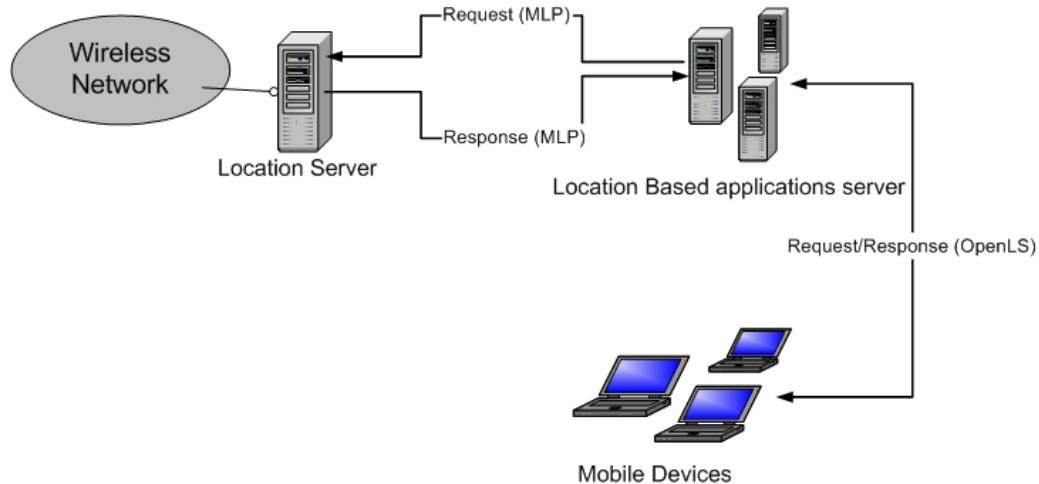 Request (MLP)
Wireless
Network
Response (MLP)
Location Server
Location Based applications server
Request/Response (OpenLS)
Mobile Devices